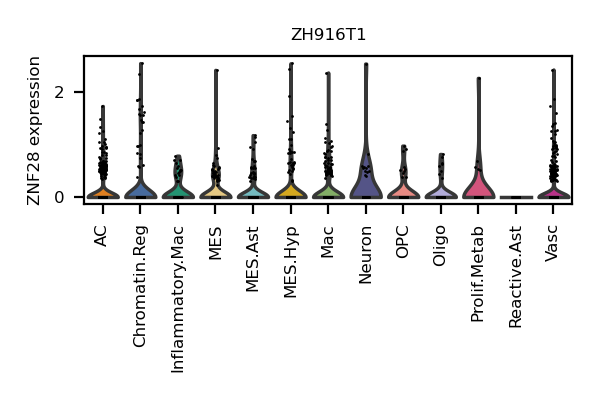 ZH916T1
ZNF28 expression
2
0
AC
Chromatin.Reg
Inflammatory.Mac
MES
MES.Ast
MES.Hyp
Mac
Neuron
OPC
Oligo
Prolif.Metab
Reactive.Ast
Vasc